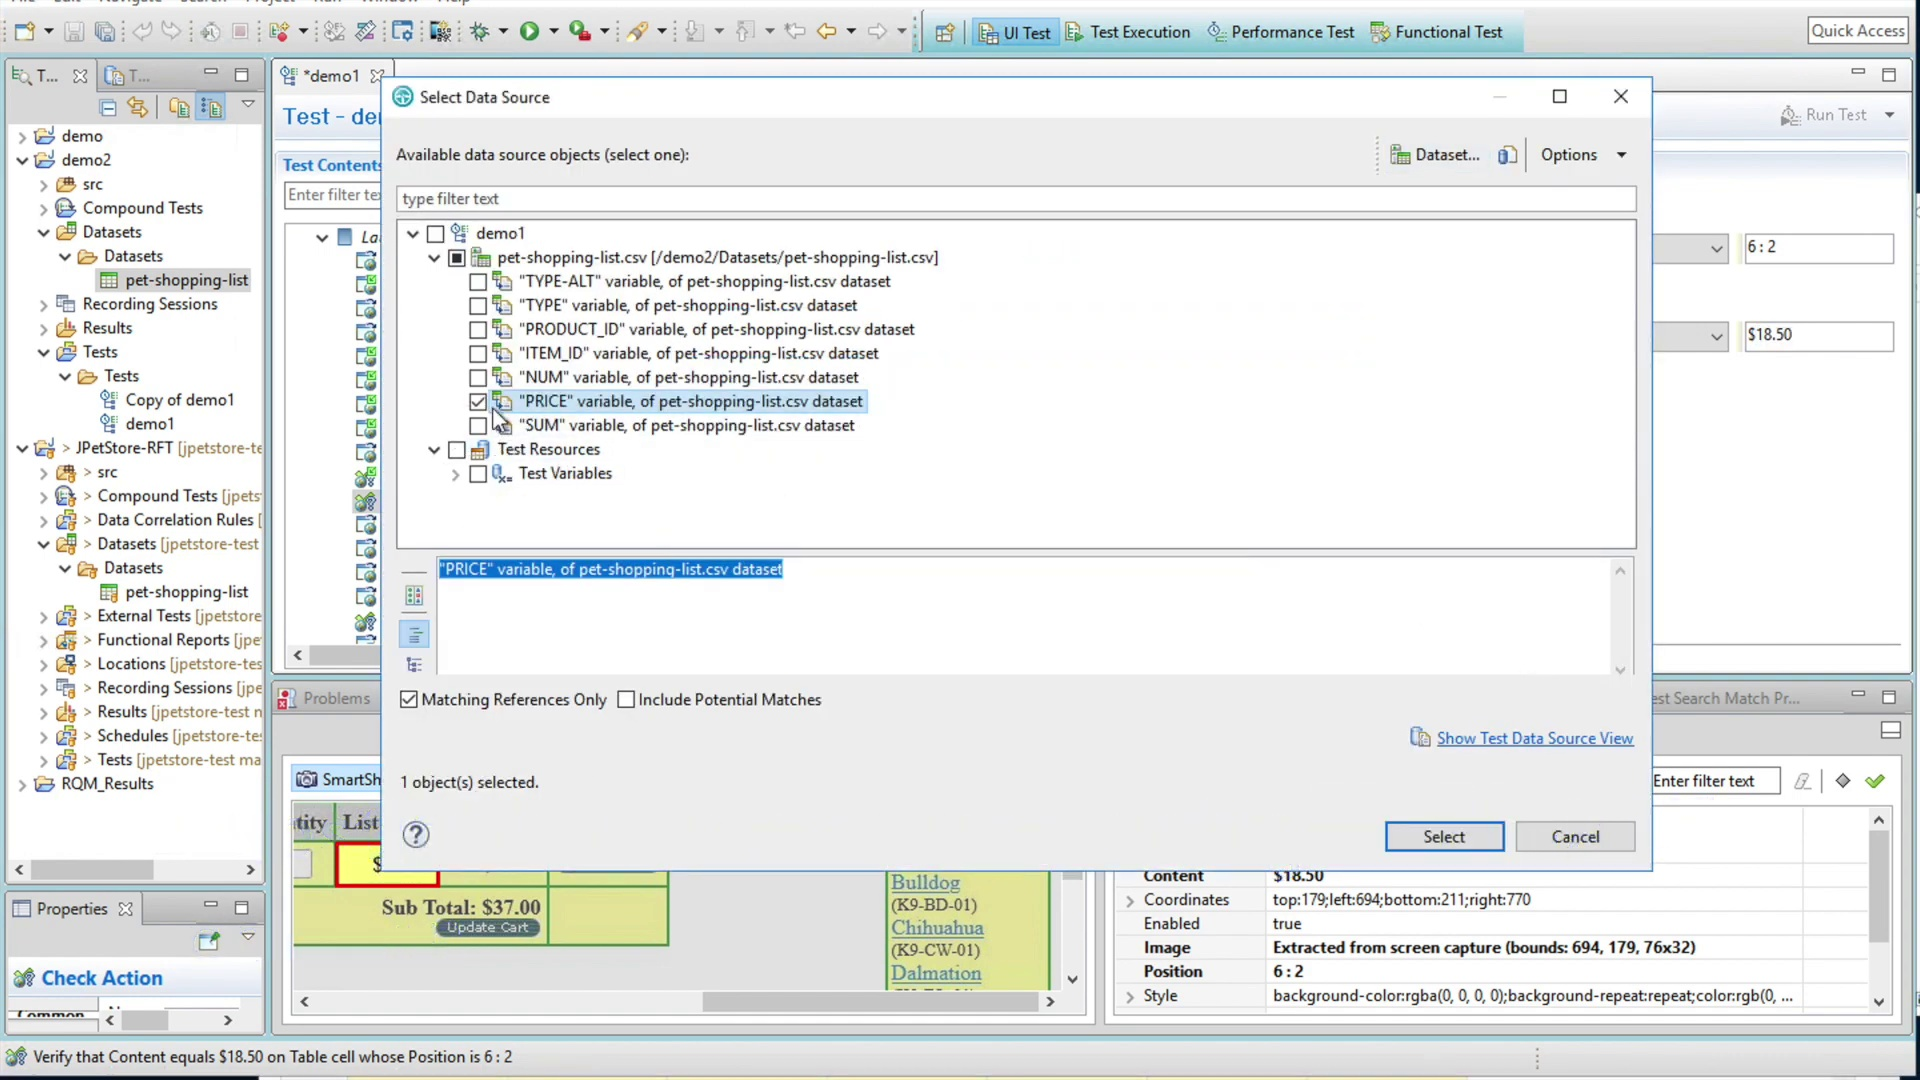 Quick Access
UI Test
Test Execution
Performance Test
Functional Test
T...
T...
*demo1
Select Data Source
Test - de
Run Test
Available data source objects (select one):
Dataset...
Options
Test Contents
type filter text
demo
demo2
src
Compound Tests
Datasets
Datasets
pet-shopping-list
Recording Sessions
Results
Tests
Tests
Copy of demo1
demo1
> JPetStore-RFT [jpetstore-te
> src
> Compound Tests [jpets
> Data Correlation Rules [
> Datasets [jpetstore-test
Datasets
pet-shopping-list
> External Tests [jpetstore
> Functional Reports [jpe
> Locations [jpetstore-tes
> Recording Sessions [jpe
> Results [jpetstore-test n
> Schedules [jpetstore-te
> Tests [jpetstore-test ma
RQM_Results
demo1
pet-shopping-list.csv [/demo2/Datasets/pet-shopping-list.csv]
"TYPE-ALT" variable, of pet-shopping-list.csv dataset
"TYPE" variable, of pet-shopping-list.csv dataset
"PRODUCT_ID" variable, of pet-shopping-list.csv dataset
"ITEM_ID" variable, of pet-shopping-list.csv dataset
"NUM" variable, of pet-shopping-list.csv dataset
"PRICE" variable, of pet-shopping-list.csv dataset
"SUM" variable, of pet-shopping-list.csv dataset
Test Resources
Test Variables
6 : 2
$18.50
"PRICE" variable, of pet-shopping-list.csv dataset
Matching References Only
Include Potential Matches
Show Test Data Source View
1 object(s) selected.
Select
Cancel
Problems
est Search Match Pr...
SmartSh
Enter filter text
tity
List
$
Sub Total: $37.00
Update Cart
Bulldog
(K9-BD-01)
Chihuahua
(K9-CW-01)
Dalmation
Content $18.50
Coordinates top:179;left:694;bottom:211;right:770
Enabled true
Image Extracted from screen capture (bounds: 694, 179, 76x32)
Position 6 : 2
Style background-color:rgba(0, 0, 0, 0);background-repeat:repeat;color:rgb(0, ...
Properties
Check Action
Common
Verify that Content equals $18.50 on Table cell whose Position is 6 : 2